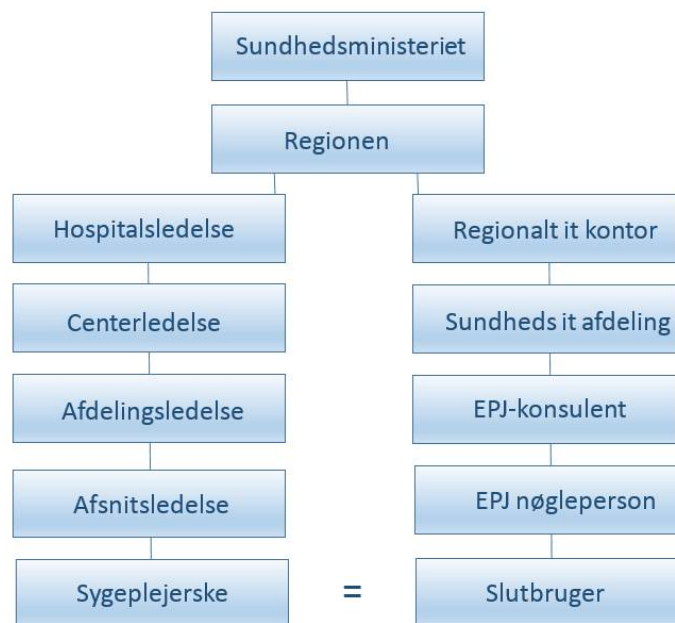 Sundhedsministeriet
Regionen
Hospitalsledelse
Regionalt it kontor
Centerledelse
Sundheds it afdeling
Afdelingsledelse
EPJ-konsulent
Afsnitsledelse
EPJ nøgleperson
Sygeplejerske = Slutbruger